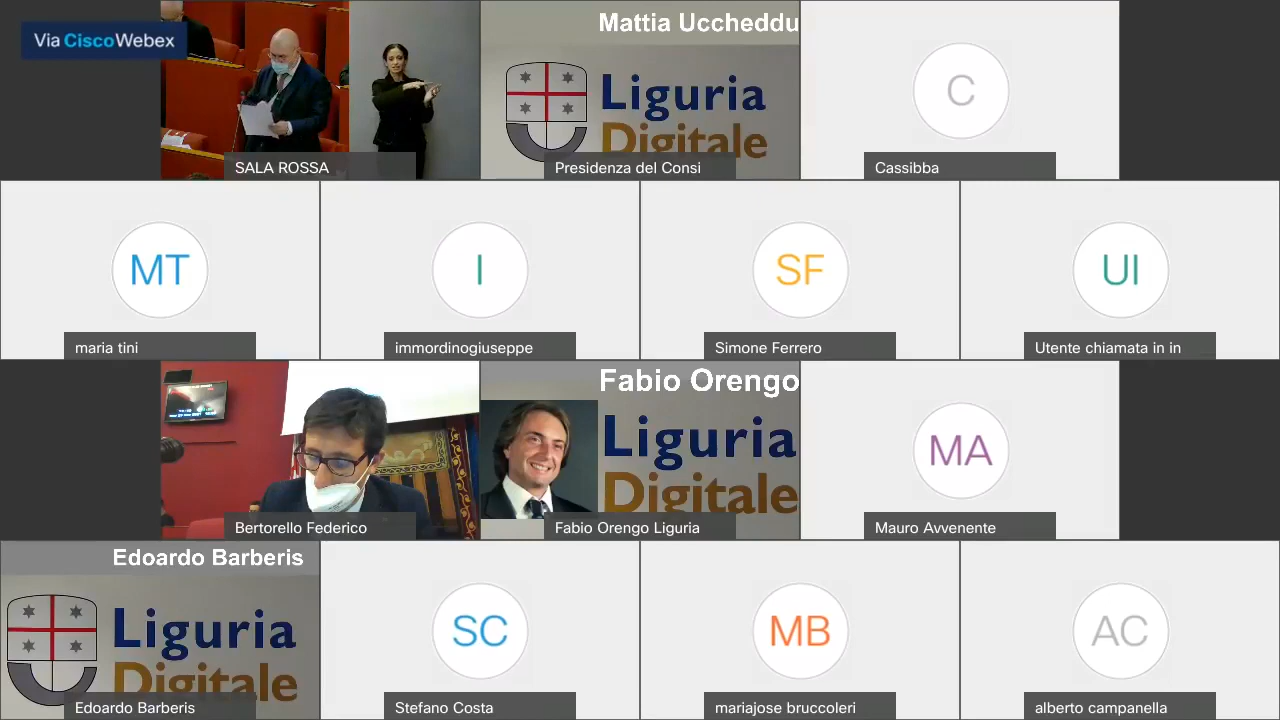 Via Cisco Webex
SALA ROSSA
Mattia Uccheddu
Liguria
Digitale
Presidenza del Consi
C
Cassibba
MT
maria tini
I
immordinogiuseppe
SF
Simone Ferrero
UI
Utente chiamata in in
Bertorello Federico
Fabio Orengo
Liguria
Digitale
Fabio Orengo Liguria
MA
Mauro Avvenente
Edoardo Barberis
Liguria
Digitale
Edoardo Barberis
SC
Stefano Costa
MB
mariajose bruccoleri
AC
alberto campanella